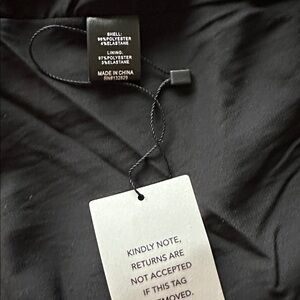 SHELL:
96%POLYESTER
4%ELASTANE
LINING:
97%POLYESTER
3%ELASTANE
MADE IN CHINA
KINDLY NOTE,
RETURNS ARE
NOT ACCEPTED
IF THIS TAG
REMOVED.